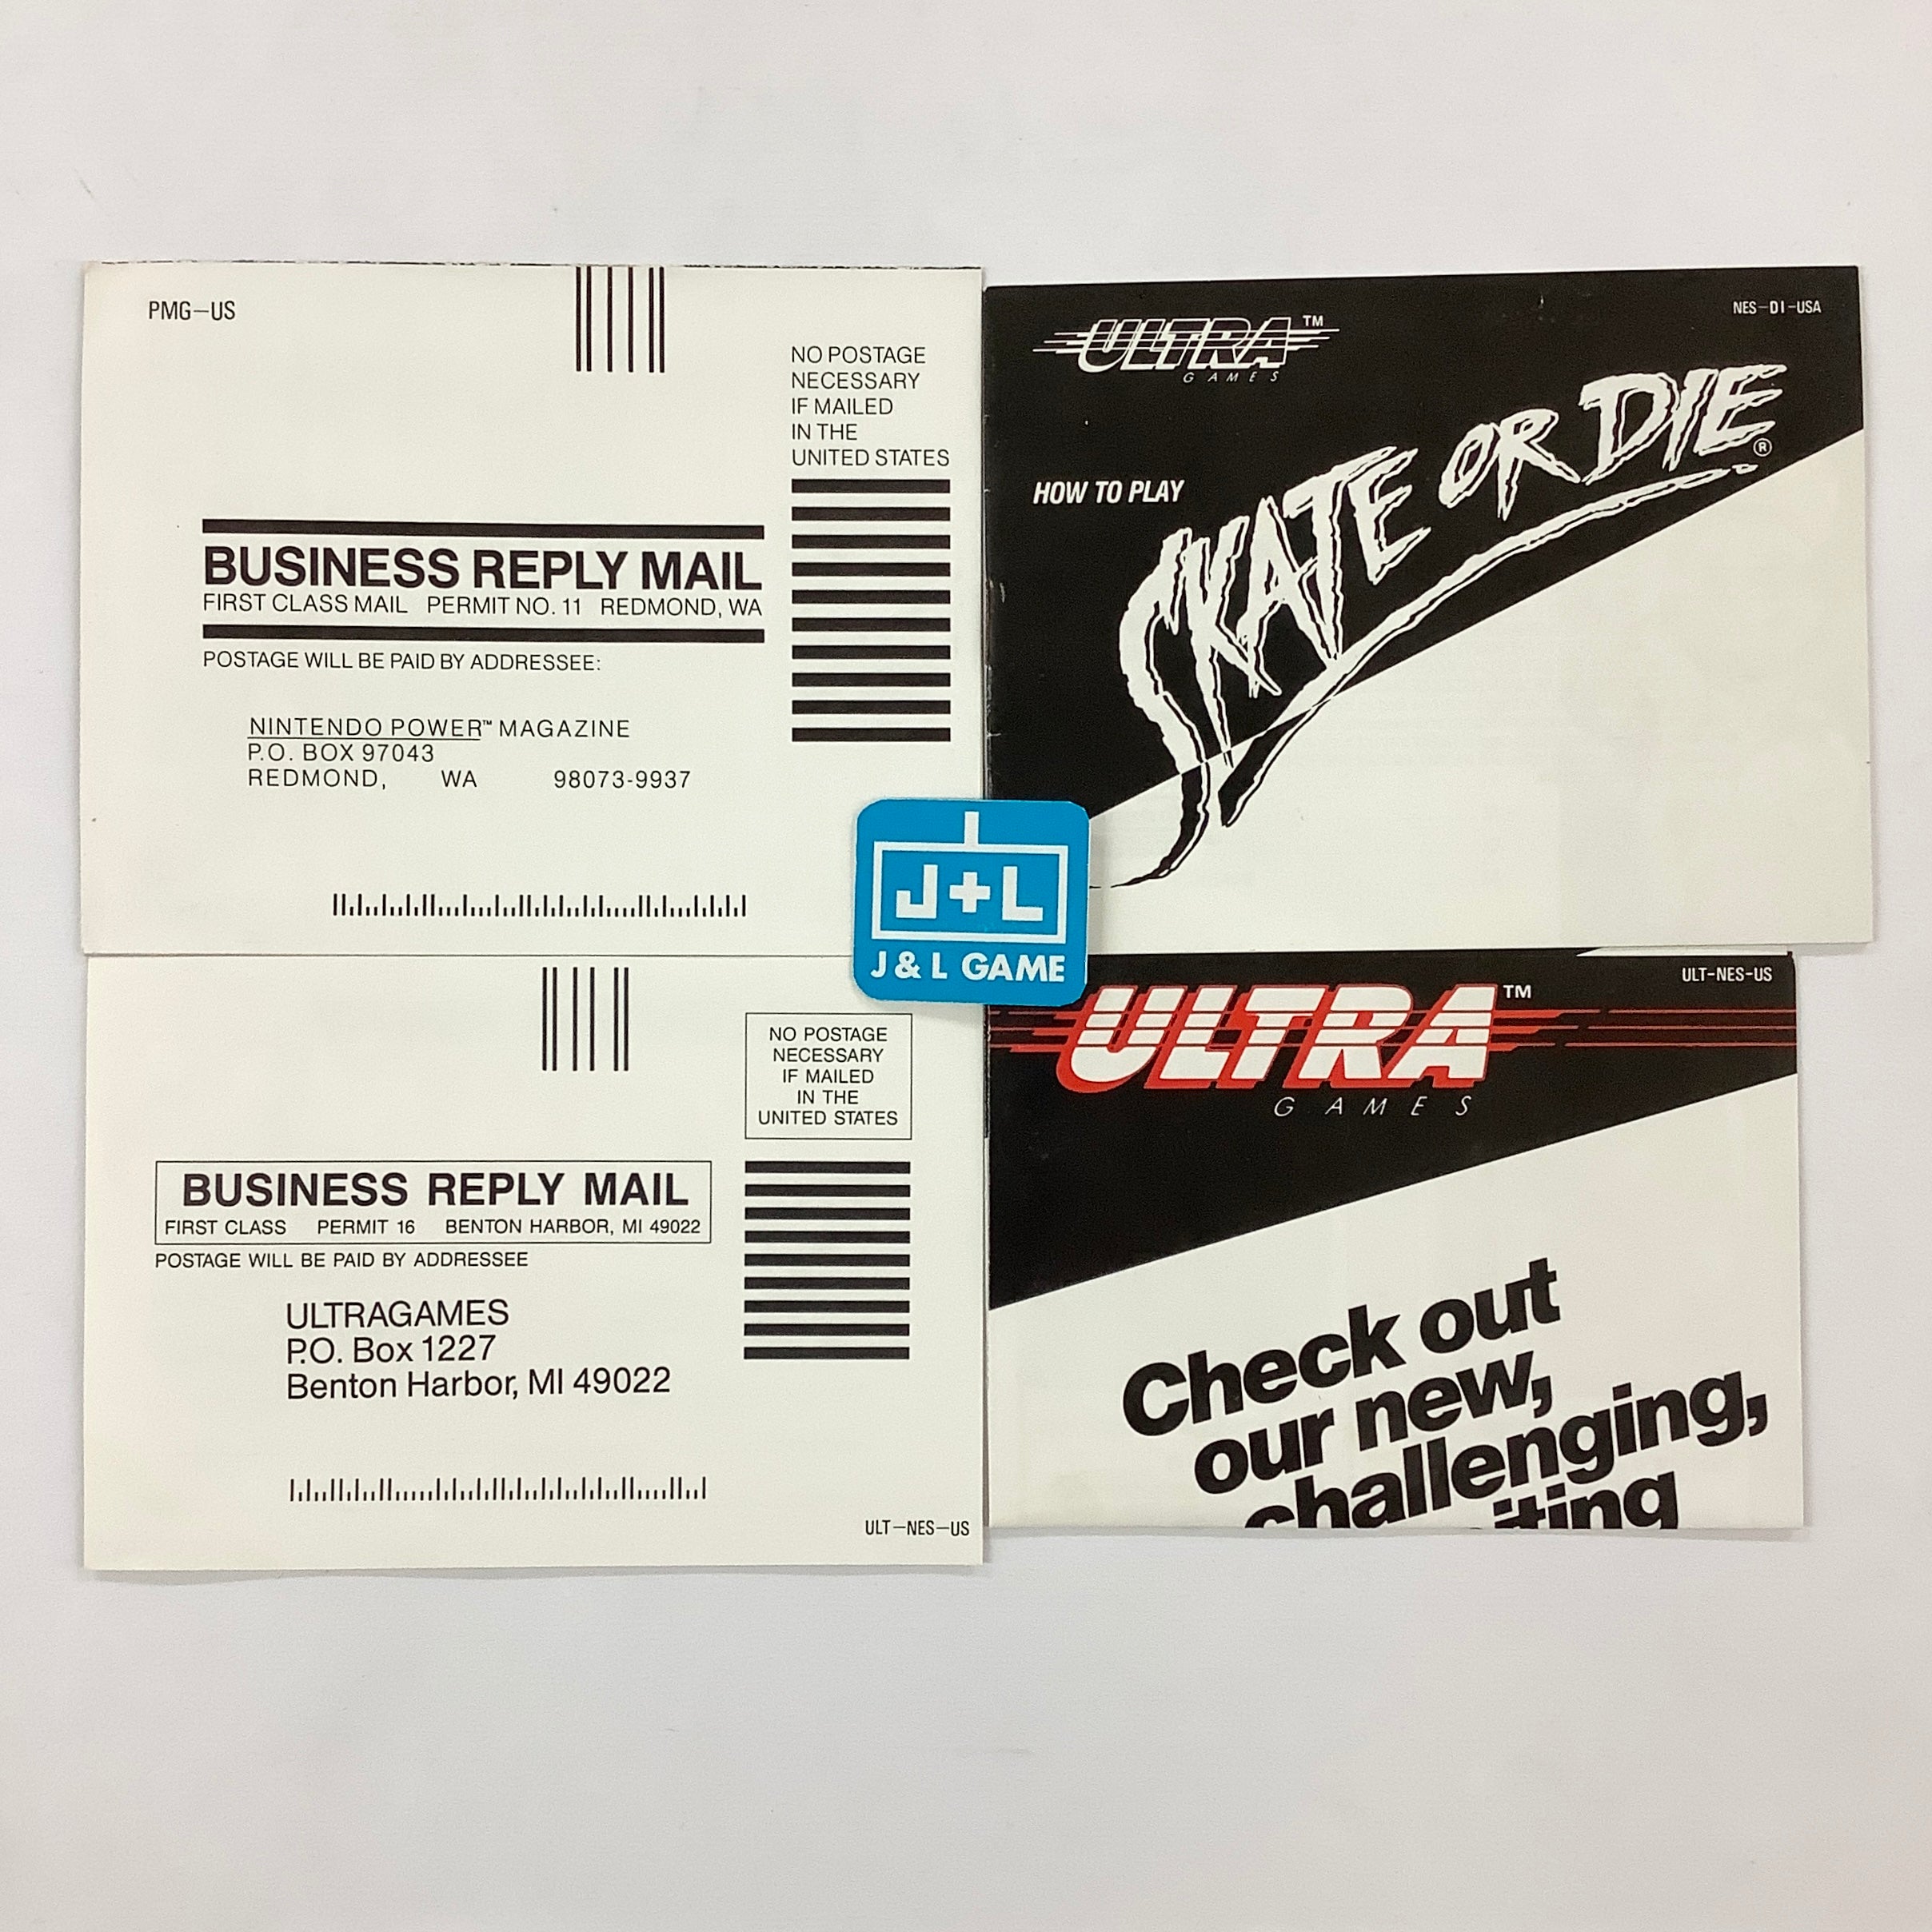 PMG-US
NO POSTAGE
NECESSARY
IF MAILED
IN THE
UNITED STATES
BUSINESS REPLY MAIL
FIRST CLASS MAIL PERMIT NO. 11 REDMOND, WA
POSTAGE WILL BE PAID BY ADDRESSEE:
NINTENDO POWER™ MAGAZINE
P.O. BOX 97043
REDMOND, WA 98073-9937
ULTRA™
GAMES
NES-DI-USA
HOW TO PLAY
SKATE OR DIE®
J+L
J & L GAME
NO POSTAGE
NECESSARY
IF MAILED
IN THE
UNITED STATES
BUSINESS REPLY MAIL
FIRST CLASS PERMIT 16 BENTON HARBOR, MI 49022
POSTAGE WILL BE PAID BY ADDRESSEE
ULTRAGAMES
P.O. Box 1227
Benton Harbor, MI 49022
ULT-NES-US
ULT-NES-US
ULTRA™
GAMES
Check out
our new,
challenging,